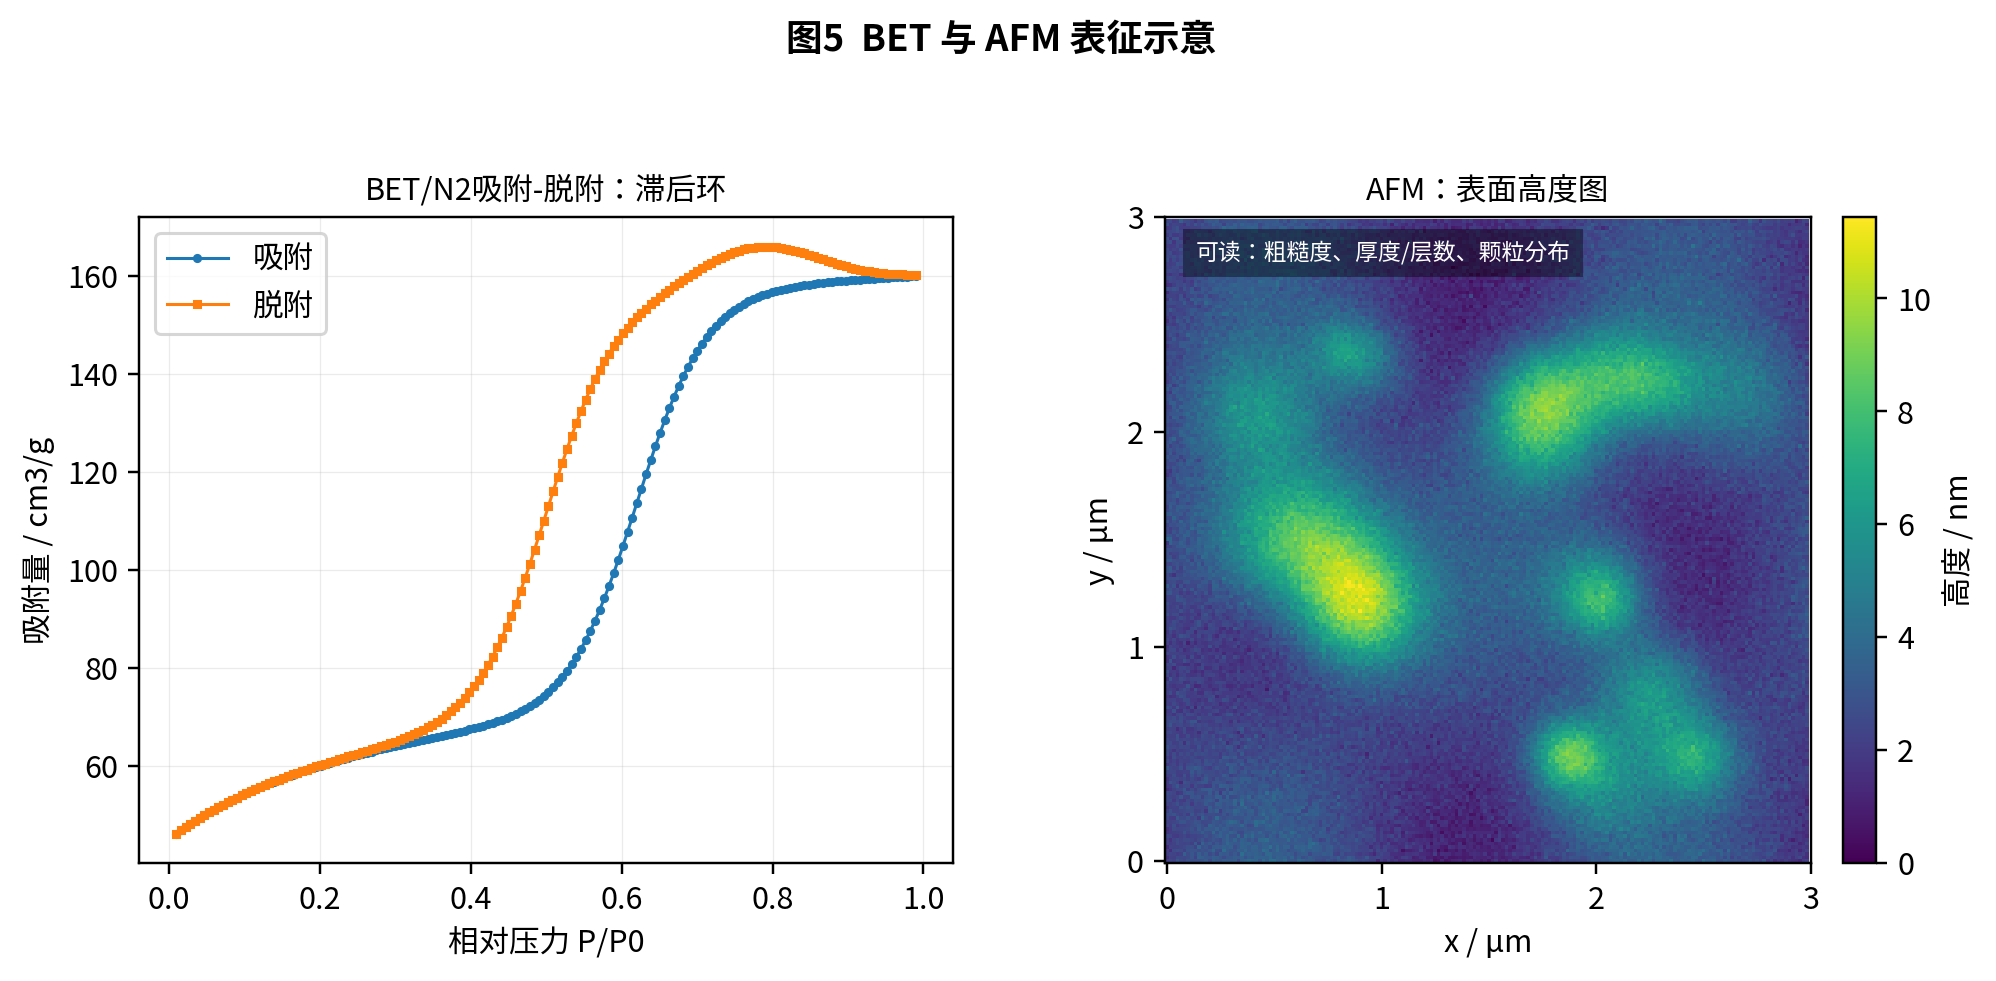 图5  BET 与 AFM 表征示意
BET/N2吸附-脱附：滞后环
吸附
脱附
160
140
120
100
80
60
吸附量 / cm3/g
0.0 0.2 0.4 0.6 0.8 1.0
相对压力 P/P0
AFM：表面高度图
可读：粗糙度、厚度/层数、颗粒分布
3
2
1
0
y / μm
0 1 2 3
x / μm
10
8
6
4
2
0
高度 / nm